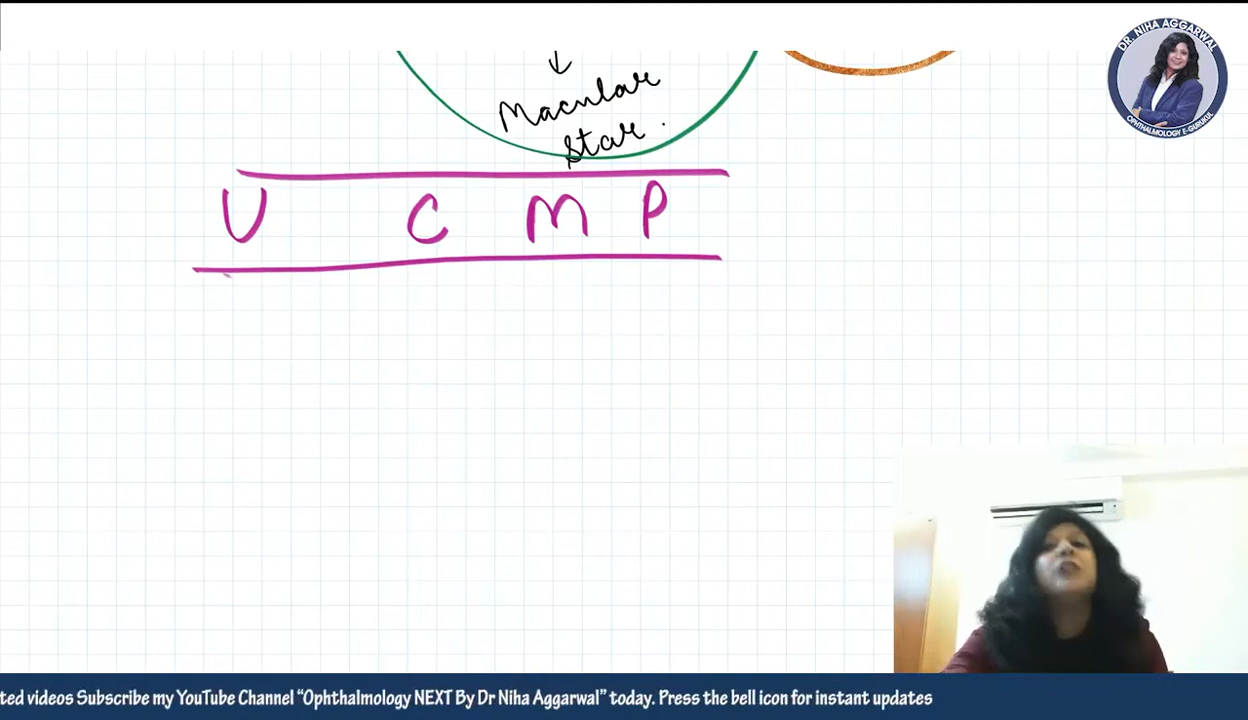 ↓
Macular
Star.
U C M P
DR. NIHA AGGARWAL
OPHTHALMOLOGY E-GURUKUL
ted videos Subscribe my YouTube Channel “Ophthalmology NEXT By Dr Niha Aggarwal” today. Press the bell icon for instant updates